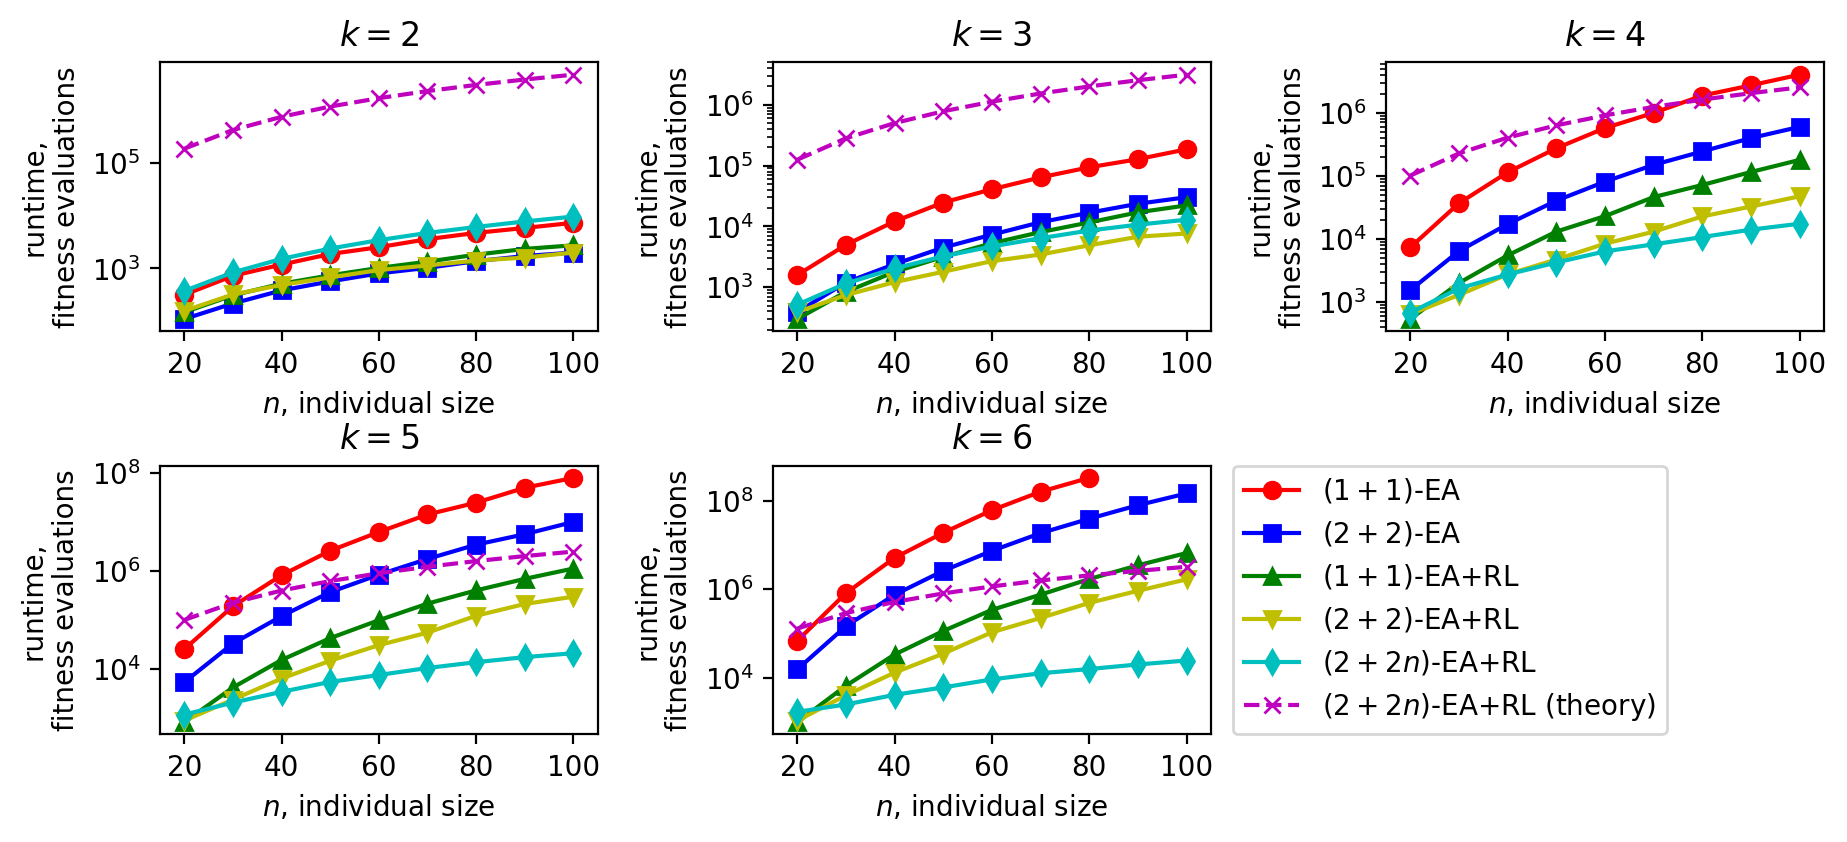 k = 2
runtime,
fitness evaluations
10^5
10^3
20 40 60 80 100
n, individual size
k = 3
runtime,
fitness evaluations
10^6
10^5
10^4
10^3
20 40 60 80 100
n, individual size
k = 4
runtime,
fitness evaluations
10^6
10^5
10^4
10^3
20 40 60 80 100
n, individual size
k = 5
runtime,
fitness evaluations
10^8
10^6
10^4
20 40 60 80 100
n, individual size
k = 6
runtime,
fitness evaluations
10^8
10^6
10^4
20 40 60 80 100
n, individual size
(1 + 1)-EA
(2 + 2)-EA
(1 + 1)-EA+RL
(2 + 2)-EA+RL
(2 + 2n)-EA+RL
(2 + 2n)-EA+RL (theory)